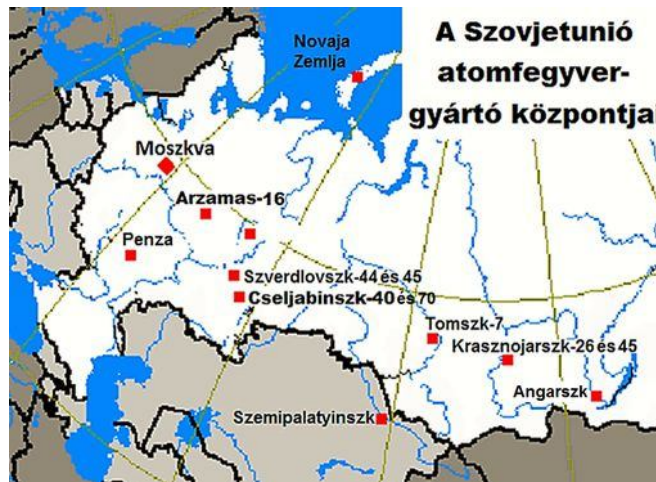 A Szovjetunió
atomfegyver-
gyártó központjai
Novaja
Zemlja
Moszkva
Arzamas-16
Penza
Szverdlovszk-44 és 45
Cseljabinszk-40 és 70
Tomszk-7
Krasznojarszk-26 és 45
Angarszk
Szemipalatyinszk